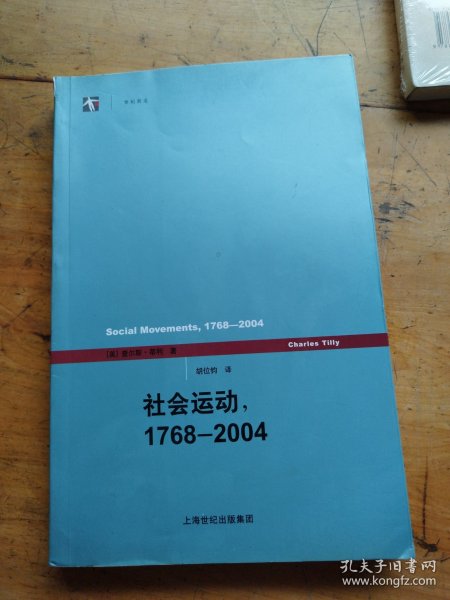 世纪前沿
Social Movements, 1768—2004
Charles Tilly
[美] 查尔斯·蒂利 著
胡位钧 译
社会运动，
1768–2004
上海世纪出版集团
孔夫子旧书网
www.kongfz.com